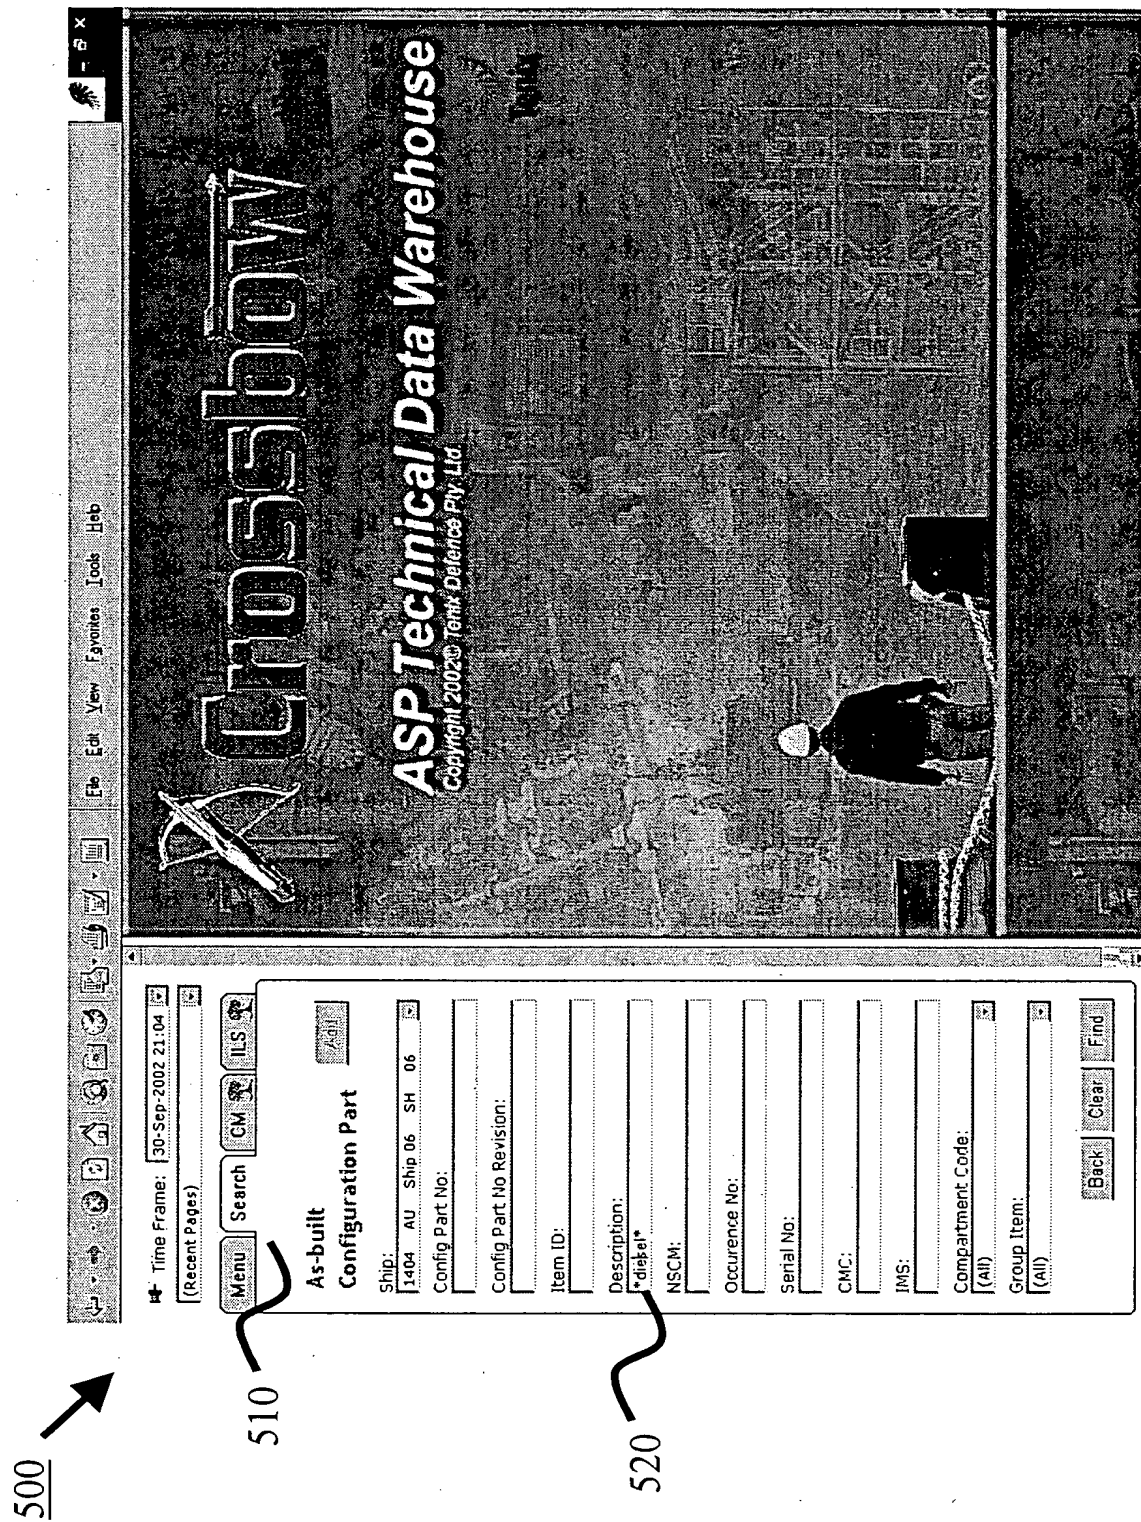 500
File Edit View Favorites Tools Help
Time Frame: 30-Sep-2002 21:04
(Recent Pages)
Menu Search CM ILS
510
As-built
Configuration Part
Add
Ship:
1404 AU Ship 06 SH 06
Config Part No:
Config Part No Revision:
Item ID:
Description:
*diesel*
520
NSCM:
Occurence No:
Serial No:
CMC:
IMS:
Compartment Code:
(All)
Group Item:
(All)
Back Clear Find
Crossbow
ASP Technical Data Warehouse
Copyright 2002© Tenix Defence Pty. Ltd.